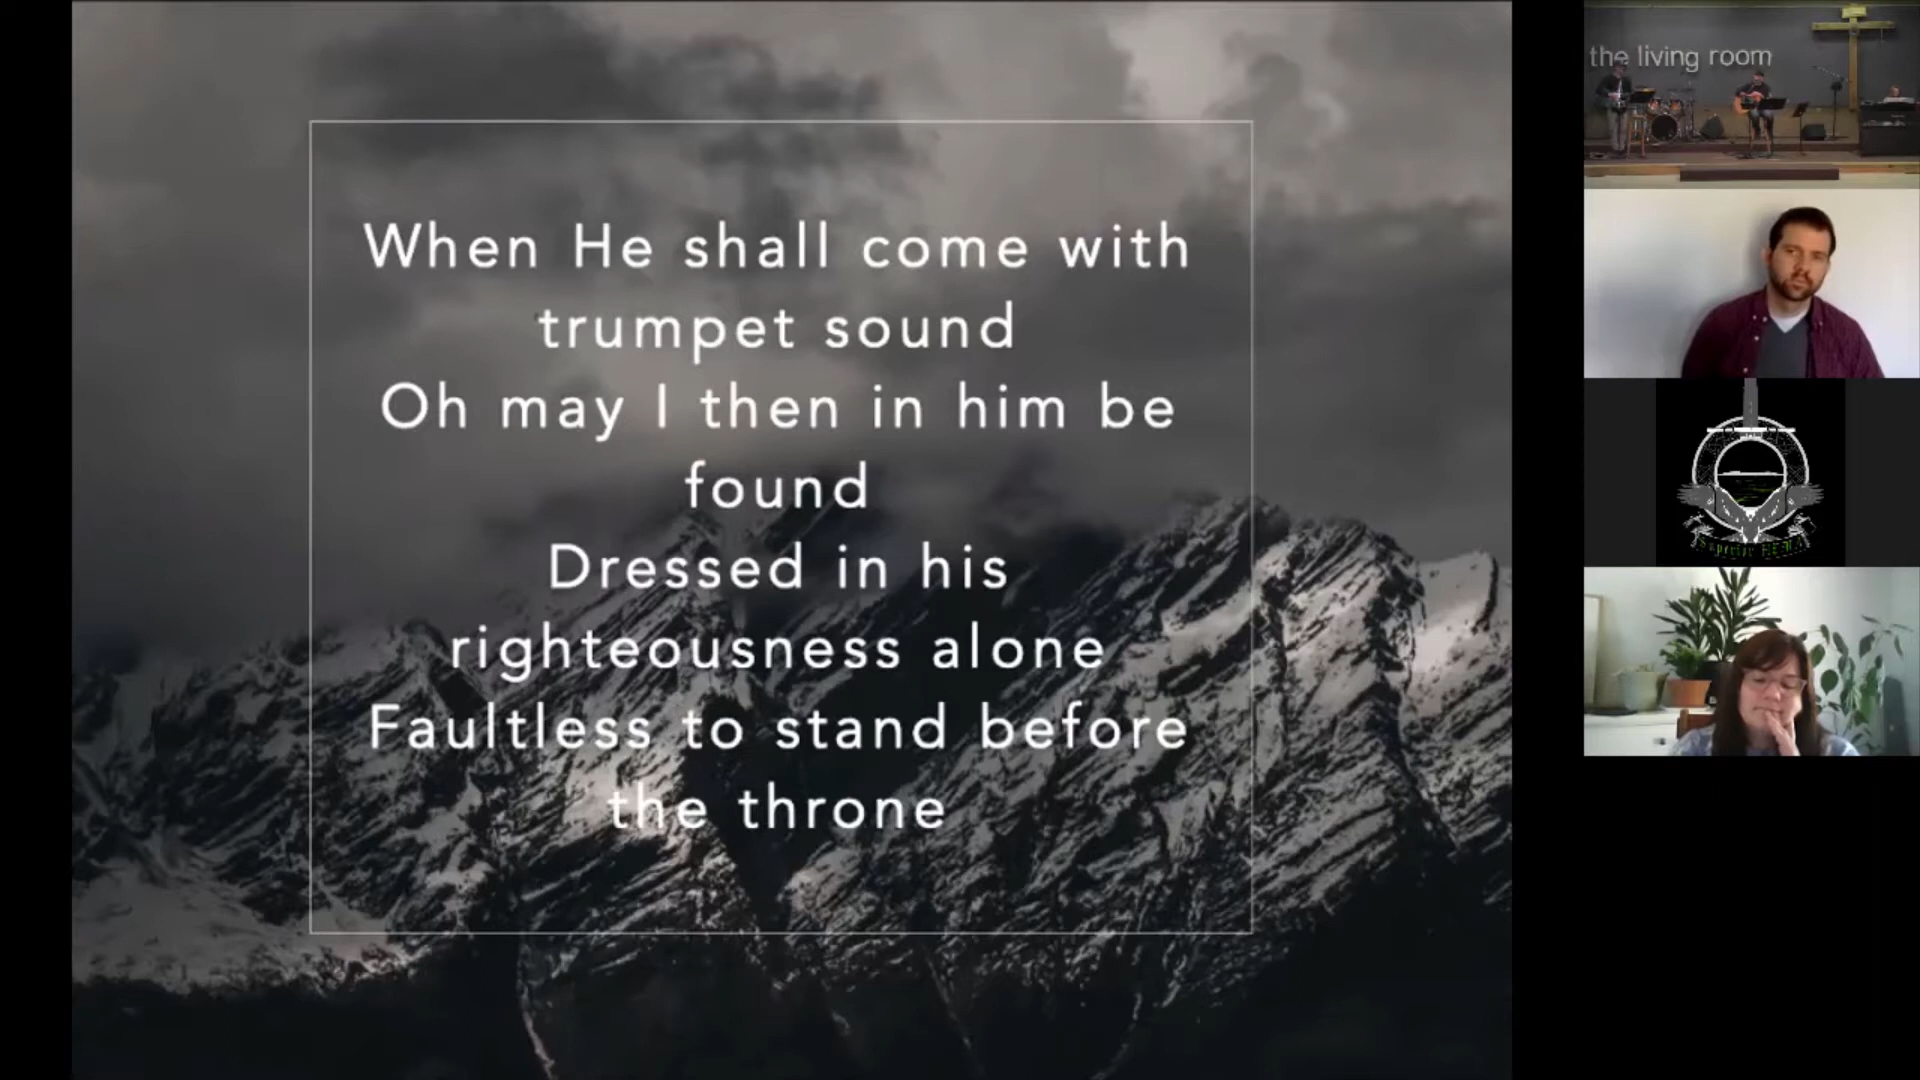 When He shall come with
trumpet sound
Oh may I then in him be
found
Dressed in his
righteousness alone
Faultless to stand before
the throne
the living room